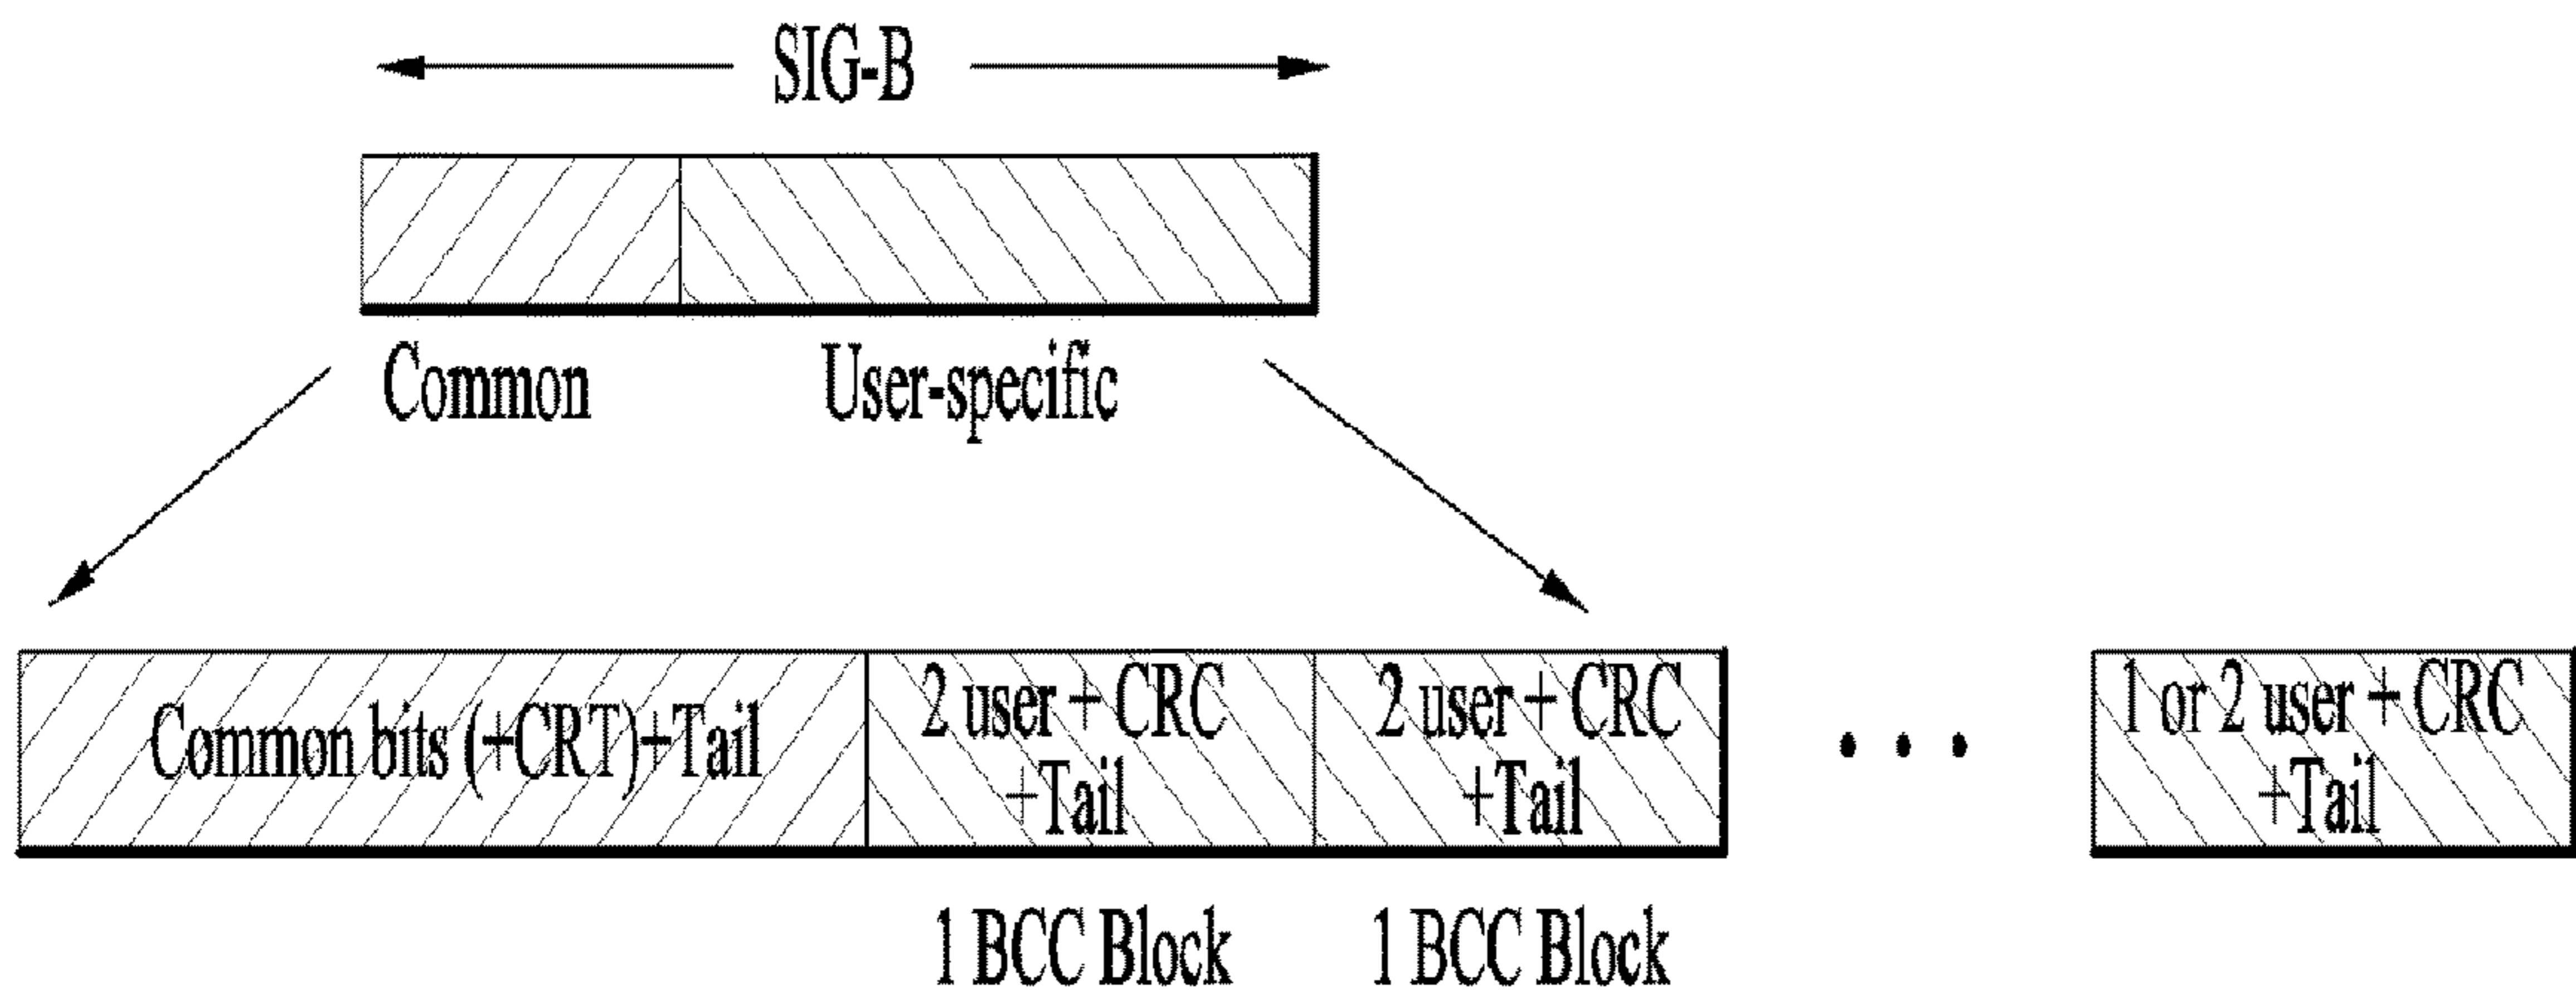 SIG-B
Common User-specific
Common bits (+CRT)+Tail
2 user + CRC
+Tail
2 user + CRC
+Tail
1 or 2 user + CRC
+Tail
1 BCC Block 1 BCC Block